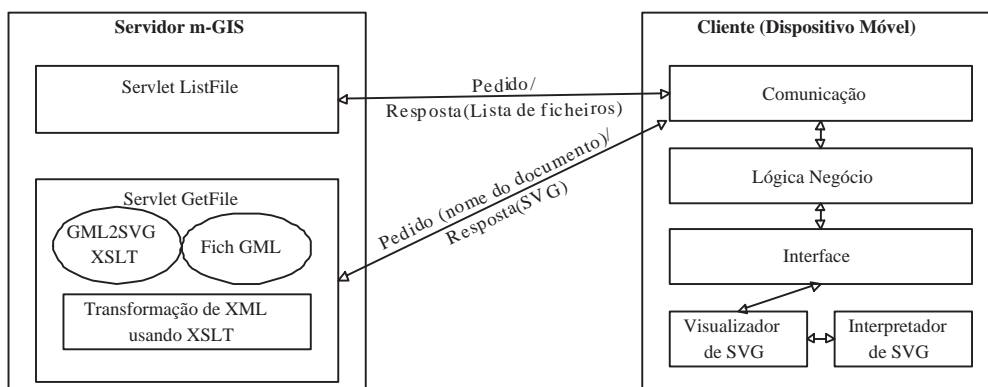 Servidor m-GIS
Servlet ListFile
Servlet GetFile
GML2SVG
XSLT
Fich GML
Transformação de XML
usando XSLT
Pedido/
Resposta(Lista de ficheiros)
Pedido (nome do documento)/
Resposta(SVG)
Cliente (Dispositivo Móvel)
Comunicação
Lógica Negócio
Interface
Visualizador
de SVG
Interpretador
de SVG